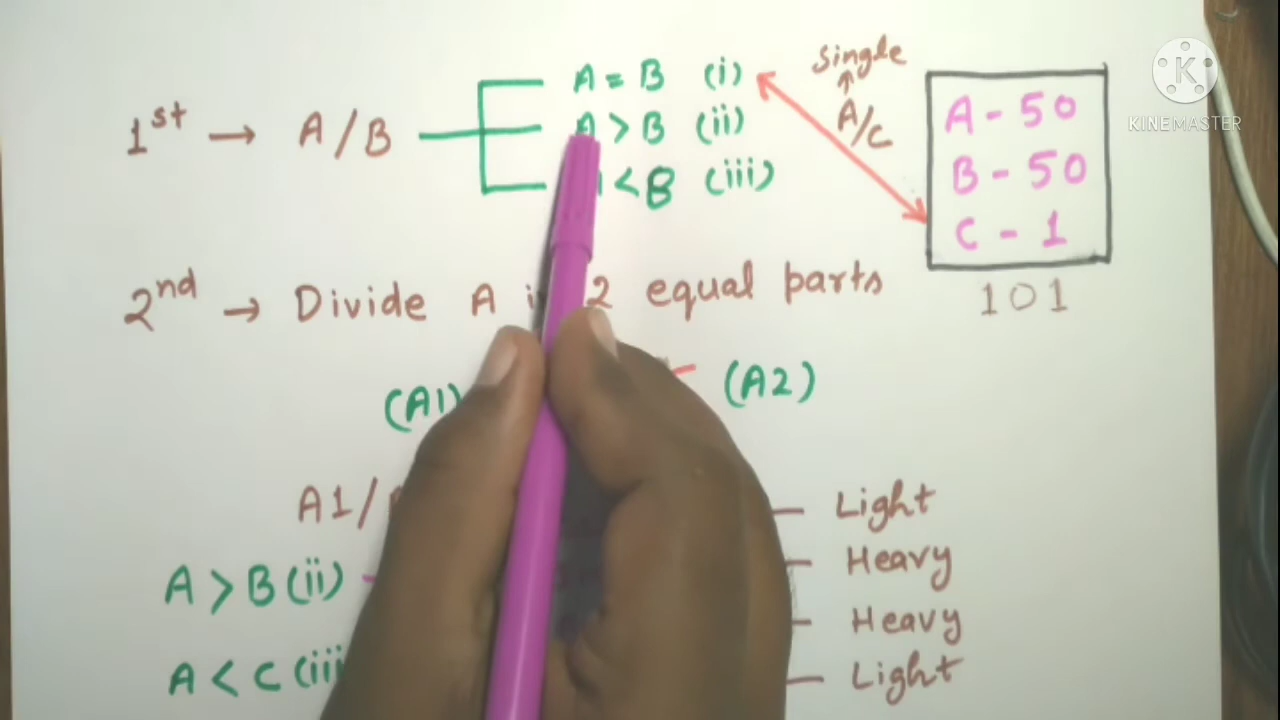 A = B (i)
1st → A/B
A > B (ii)
< B (iii)
single
A/C
A - 50
B - 50
C - 1
101
KINEMASTER
2nd → Divide A 2 equal parts
(A1) (A2)
A1/
Light
A > B (ii)
Heavy
Heavy
A < C (iii
Light